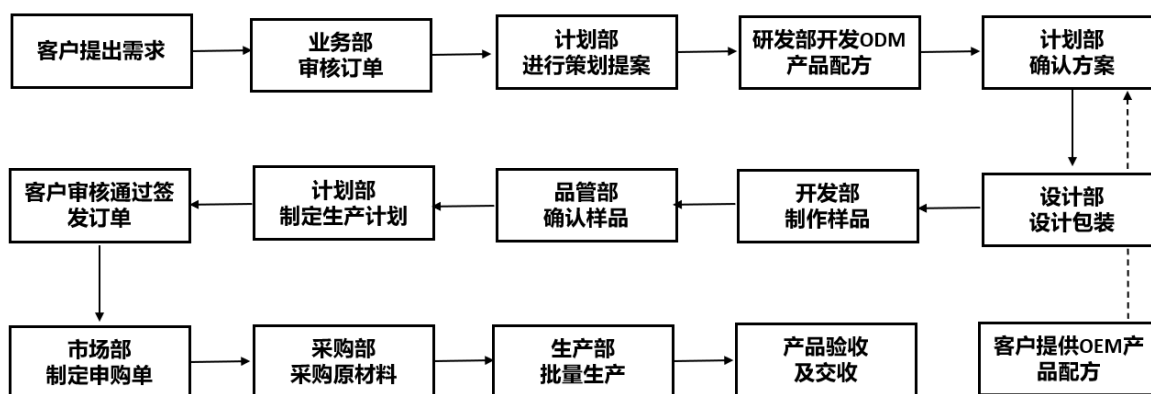 客户提出需求
业务部
审核订单
计划部
进行策划提案
研发部开发ODM
产品配方
计划部
确认方案
客户审核通过签
发订单
计划部
制定生产计划
品管部
确认样品
开发部
制作样品
设计部
设计包装
市场部
制定申购单
采购部
采购原材料
生产部
批量生产
产品验收
及交收
客户提供OEM产
品配方